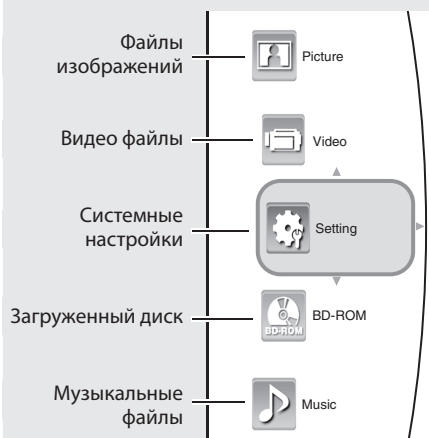 Файлы
изображений
Picture
Видео файлы
Video
Системные
настройки
Setting
Загруженный диск
BD-ROM
BD-ROM
Музыкальные
файлы
Music